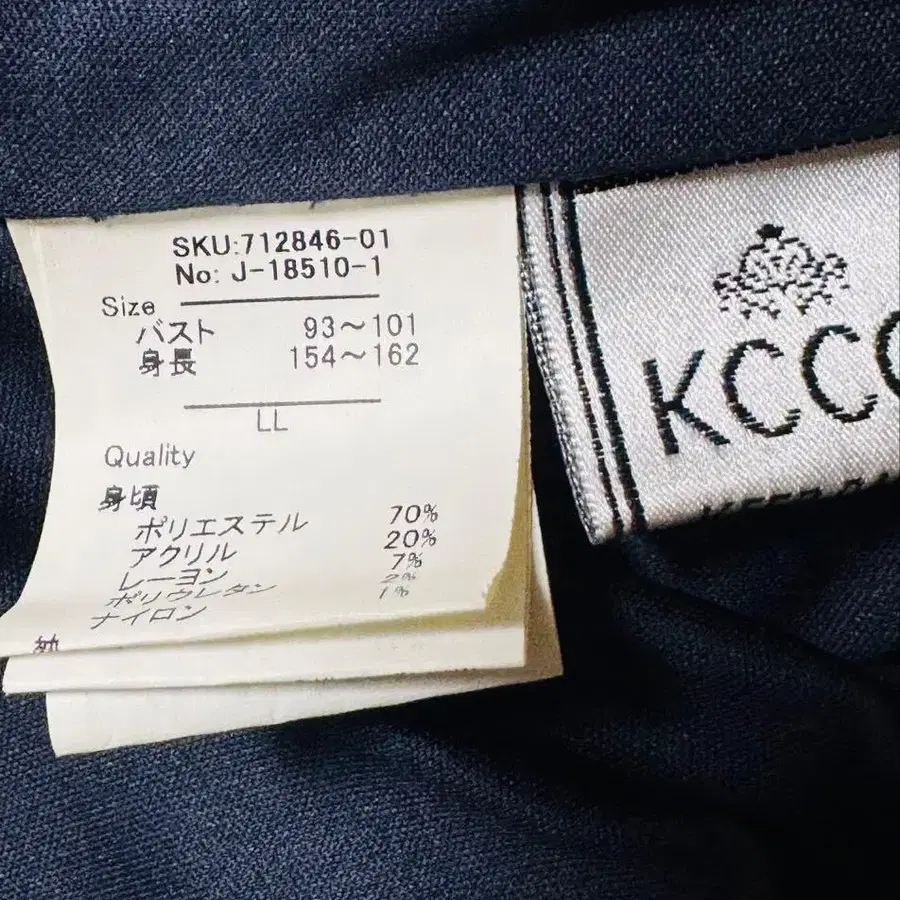 SKU:712846-01
No: J-18510-1
Size
バスト 93～101
身長 154～162
LL
Quality
身頃
ポリエステル 70%
アクリル 20%
レーヨン 7%
ポリウレタン 2%
ナイロン 1%
KCCC